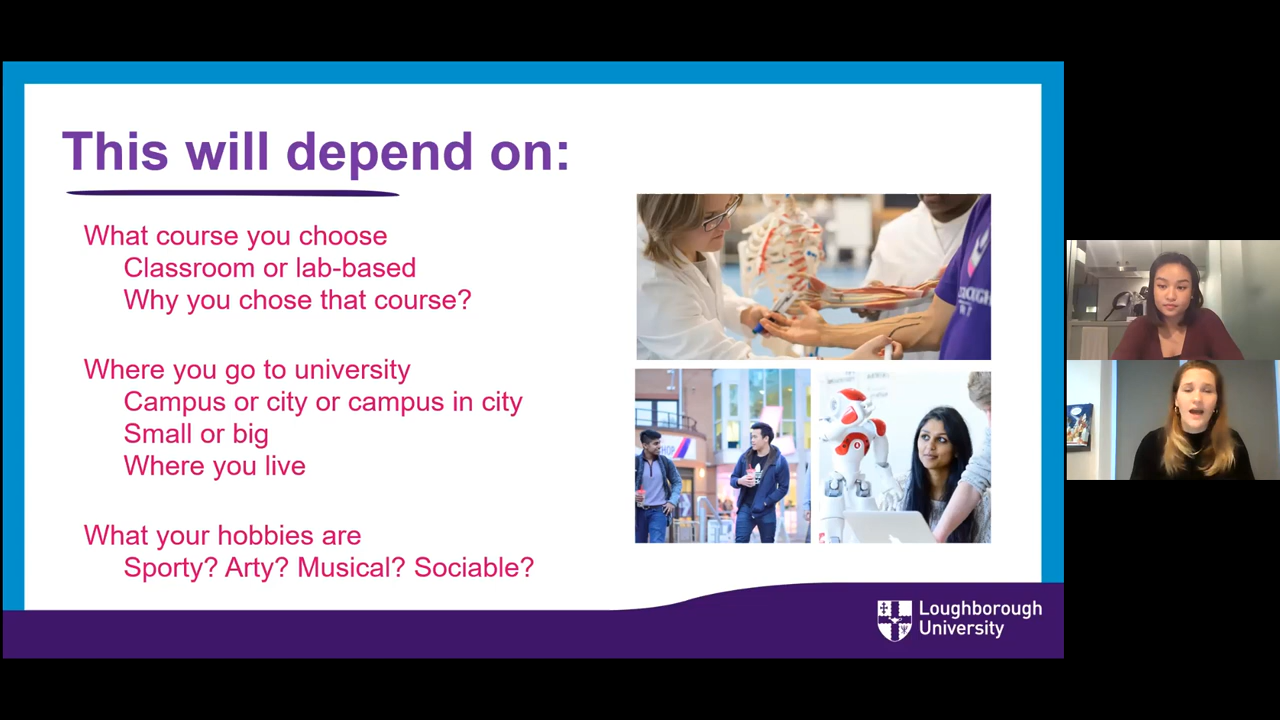 This will depend on:
What course you choose
Classroom or lab-based
Why you chose that course?
Where you go to university
Campus or city or campus in city
Small or big
Where you live
What your hobbies are
Sporty? Arty? Musical? Sociable?
Loughborough
University